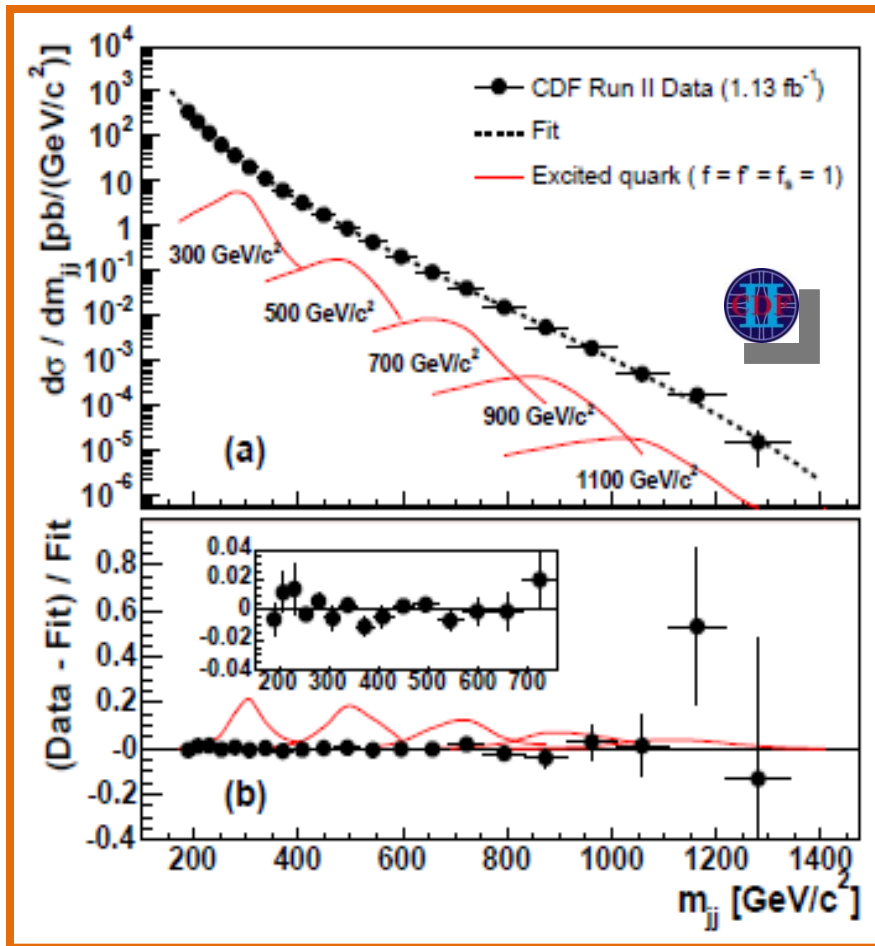 dσ / dm_jj [pb/(GeV/c²)]
10⁴
10³
10²
10
1
10⁻¹
10⁻²
10⁻³
10⁻⁴
10⁻⁵
10⁻⁶
CDF Run II Data (1.13 fb⁻¹)
Fit
Excited quark ( f = f' = f_s = 1)
300 GeV/c²
500 GeV/c²
700 GeV/c²
900 GeV/c²
1100 GeV/c²
CDF
II
(a)
(Data - Fit) / Fit
0.8
0.6
0.4
0.2
-0
-0.2
-0.4
0.04
0.02
0
-0.02
-0.04
200 300 400 500 600 700
(b)
200 400 600 800 1000 1200 1400
m_jj [GeV/c²]